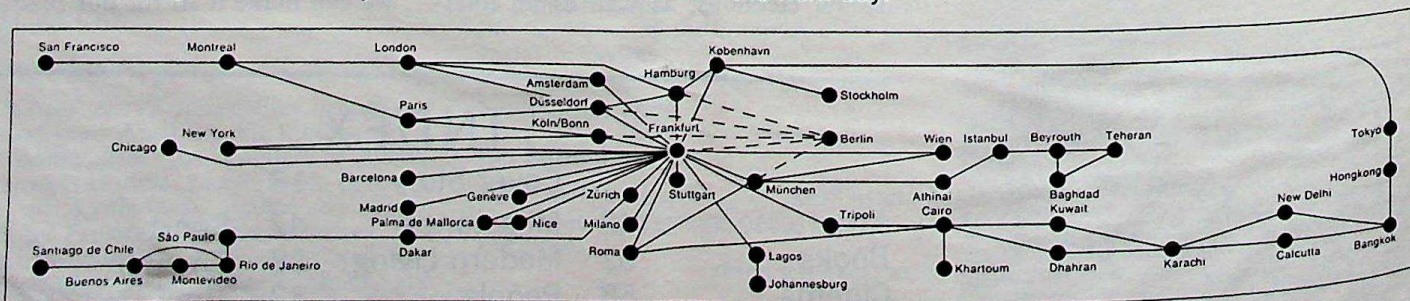 San Francisco
Montreal
London
København
Hamburg
Amsterdam
Düsseldorf
Stockholm
Paris
Köln/Bonn
Frankfurt
Berlin
Wien
Istanbul
Beyrouth
Teheran
Tokyo
Chicago
New York
Barcelona
Genève
Zürich
Stuttgart
München
Athinai
Baghdad
Hongkong
Madrid
Palma de Mallorca
Nice
Milano
Tripoli
Cairo
Kuwait
New Delhi
Santiago de Chile
São Paulo
Dakar
Roma
Lagos
Khartoum
Dhahran
Karachi
Calcutta
Bangkok
Buenos Aires
Montevideo
Rio de Janeiro
Johannesburg